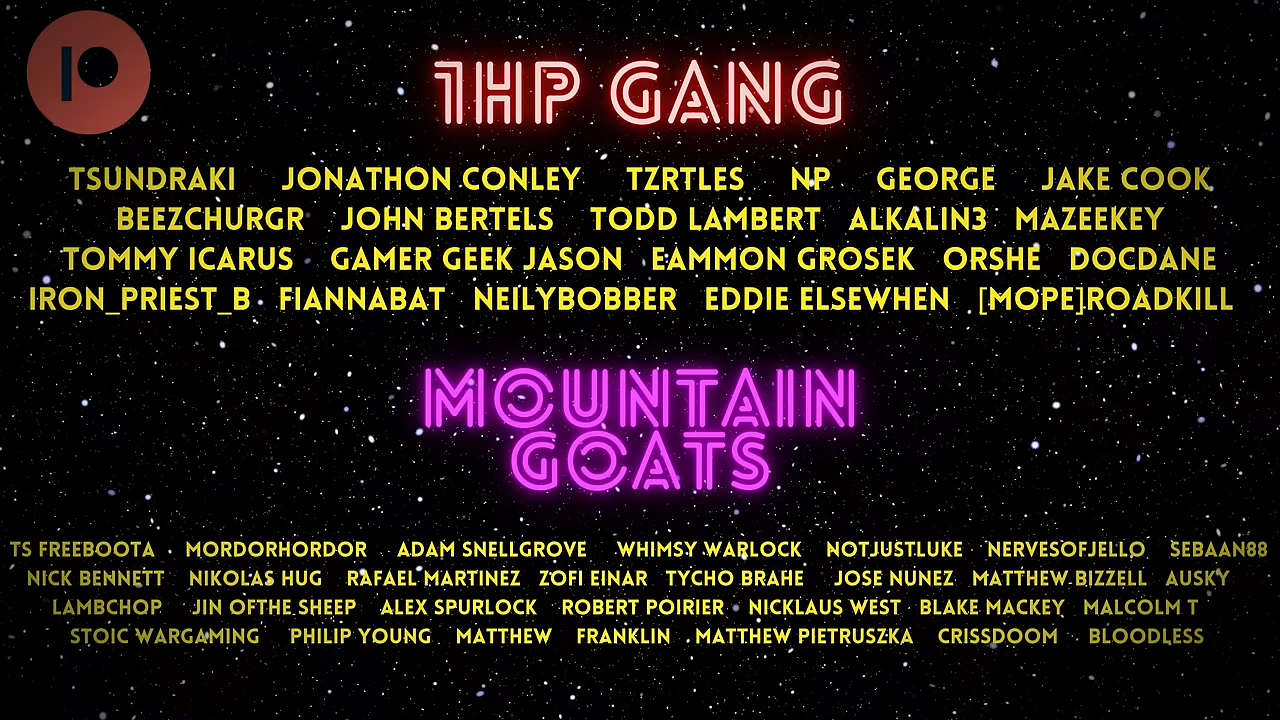 1HP GANG
TSUNDRAKI JONATHON CONLEY TZRTLES NP GEORGE JAKE COOK
BEEZCHURGR JOHN BERTELS TODD LAMBERT ALKALIN3 MAZEEKEY
TOMMY ICARUS GAMER GEEK JASON EAMMON GROSEK ORSHE DOCDANE
IRON_PRIEST_B FIANNABAT NEILYBOBBER EDDIE ELSEWHEN [MOPE]ROADKILL
MOUNTAIN
GOATS
TS FREEBOOTA MORDORHORDOR ADAM SNELLGROVE WHIMSY WARLOCK NOTJUSTLUKE NERVESOFJELLO SEBAAN88
NICK BENNETT NIKOLAS HUG RAFAEL MARTINEZ ZOFI EINAR TYCHO BRAHE JOSE NUNEZ MATTHEW BIZZELL AUSKY
LAMBCHOP JIN OFTHE SHEEP ALEX SPURLOCK ROBERT POIRIER NICKLAUS WEST BLAKE MACKEY MALCOLM T
STOIC WARGAMING PHILIP YOUNG MATTHEW FRANKLIN MATTHEW PIETRUSZKA CRISSDOOM BLOODLESS